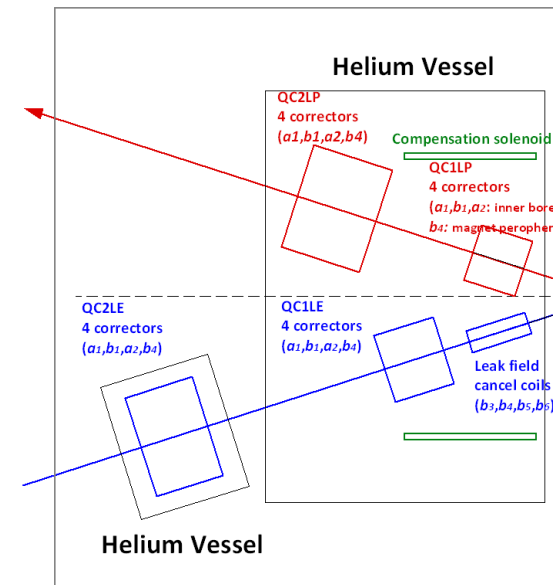 Helium Vessel
QC2LP
4 correctors
(a1,b1,a2,b4)
Compensation solenoid
QC1LP
4 correctors
(a1,b1,a2: inner bore
b4: magnet peropher
QC2LE
4 correctors
(a1,b1,a2,b4)
QC1LE
4 correctors
(a1,b1,a2,b4)
Leak field
cancel coils
(b3,b4,b5,b6)
Helium Vessel